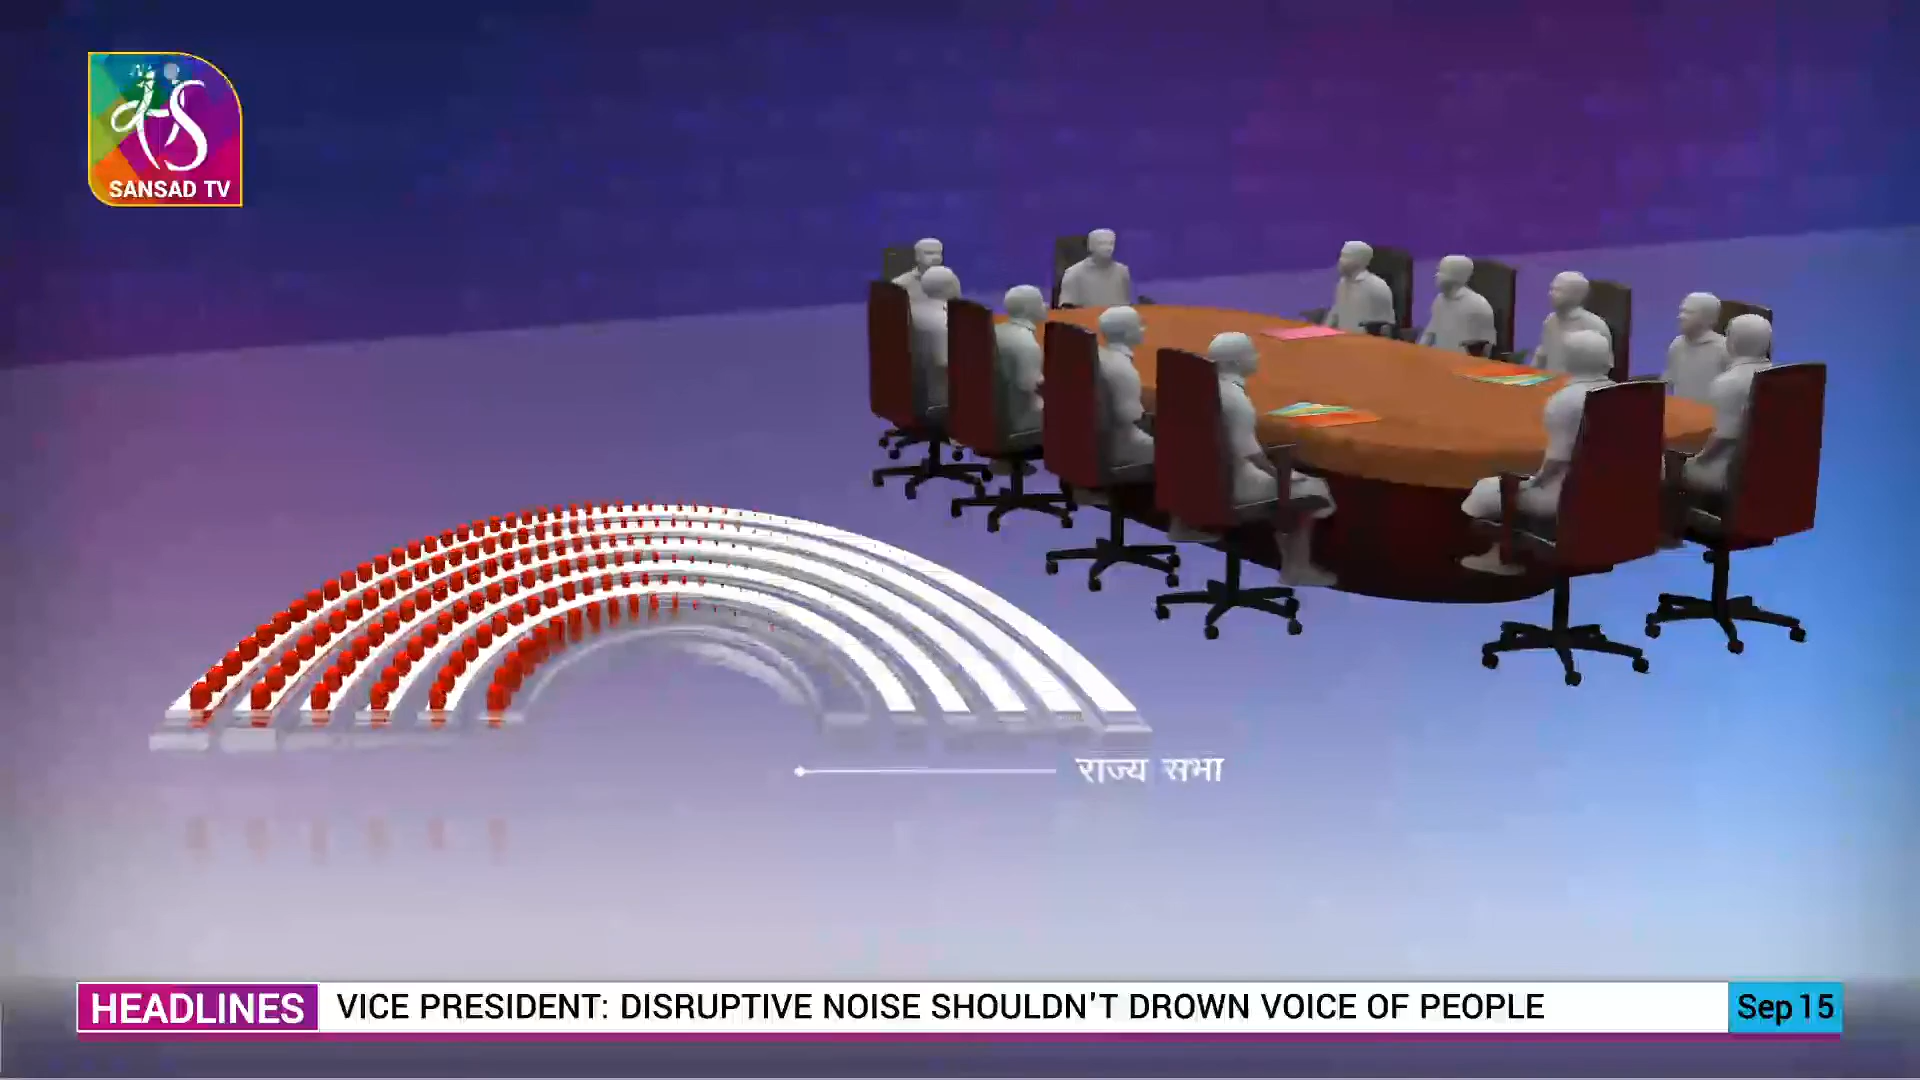 SANSAD TV
राज्य सभा
HEADLINES VICE PRESIDENT: DISRUPTIVE NOISE SHOULDN'T DROWN VOICE OF PEOPLE Sep 15